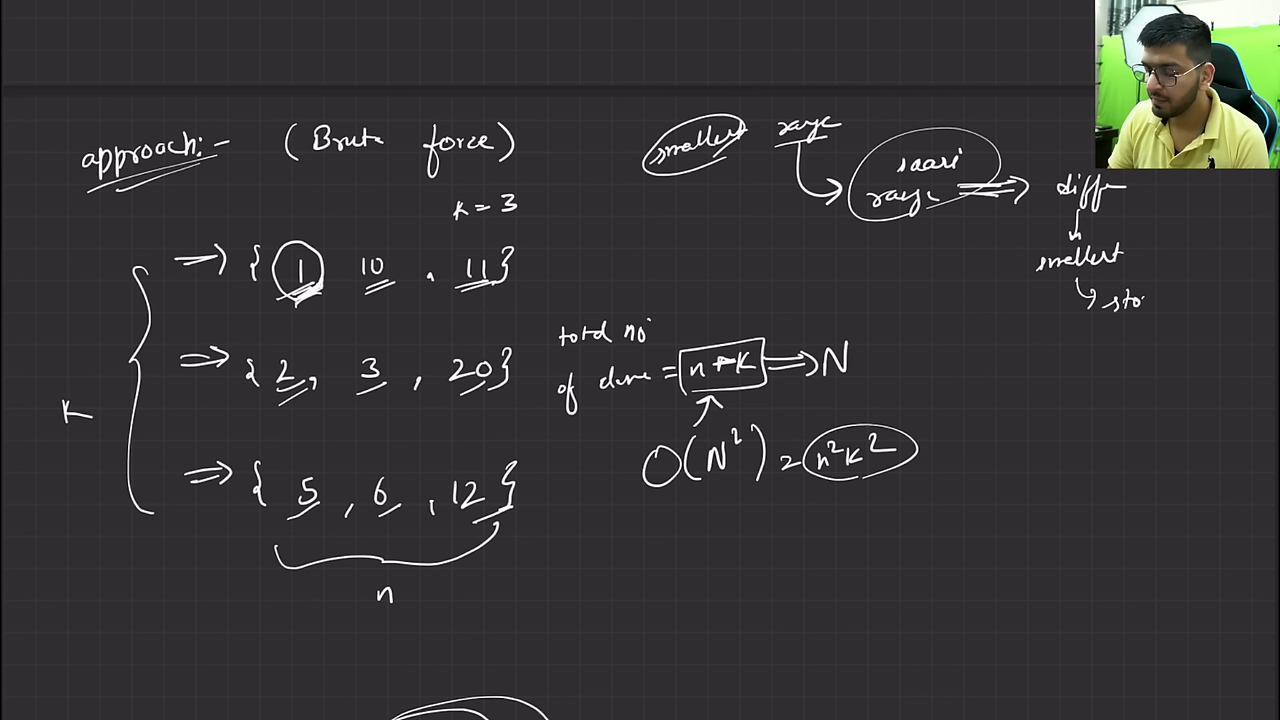 approach:- (Brute force)
K = 3
⇒ { 1 10 , 11 }
⇒ { 2, 3 , 20 }
⇒ { 5 , 6 , 12 }
K
n
smallest range
saari
range ⇒ diff
smallest
↳ sto
total no
of elem = n * K ⇒ N
O(N²) = n²K²